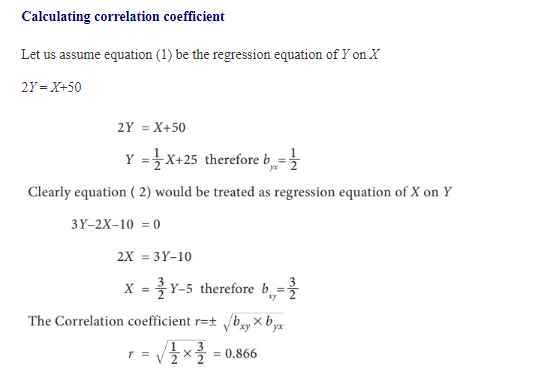 Calculating correlation coefficient
Let us assume equation (1) be the regression equation of Y on X
2Y = X+50
2Y = X+50
Y = 1/2 X+25 therefore b_yx = 1/2
Clearly equation ( 2) would be treated as regression equation of X on Y
3Y–2X–10 = 0
2X = 3Y–10
X = 3/2 Y–5 therefore b_xy = 3/2
The Correlation coefficient r=± √(b_xy × b_yx)
r = √(1/2 × 3/2) = 0.866